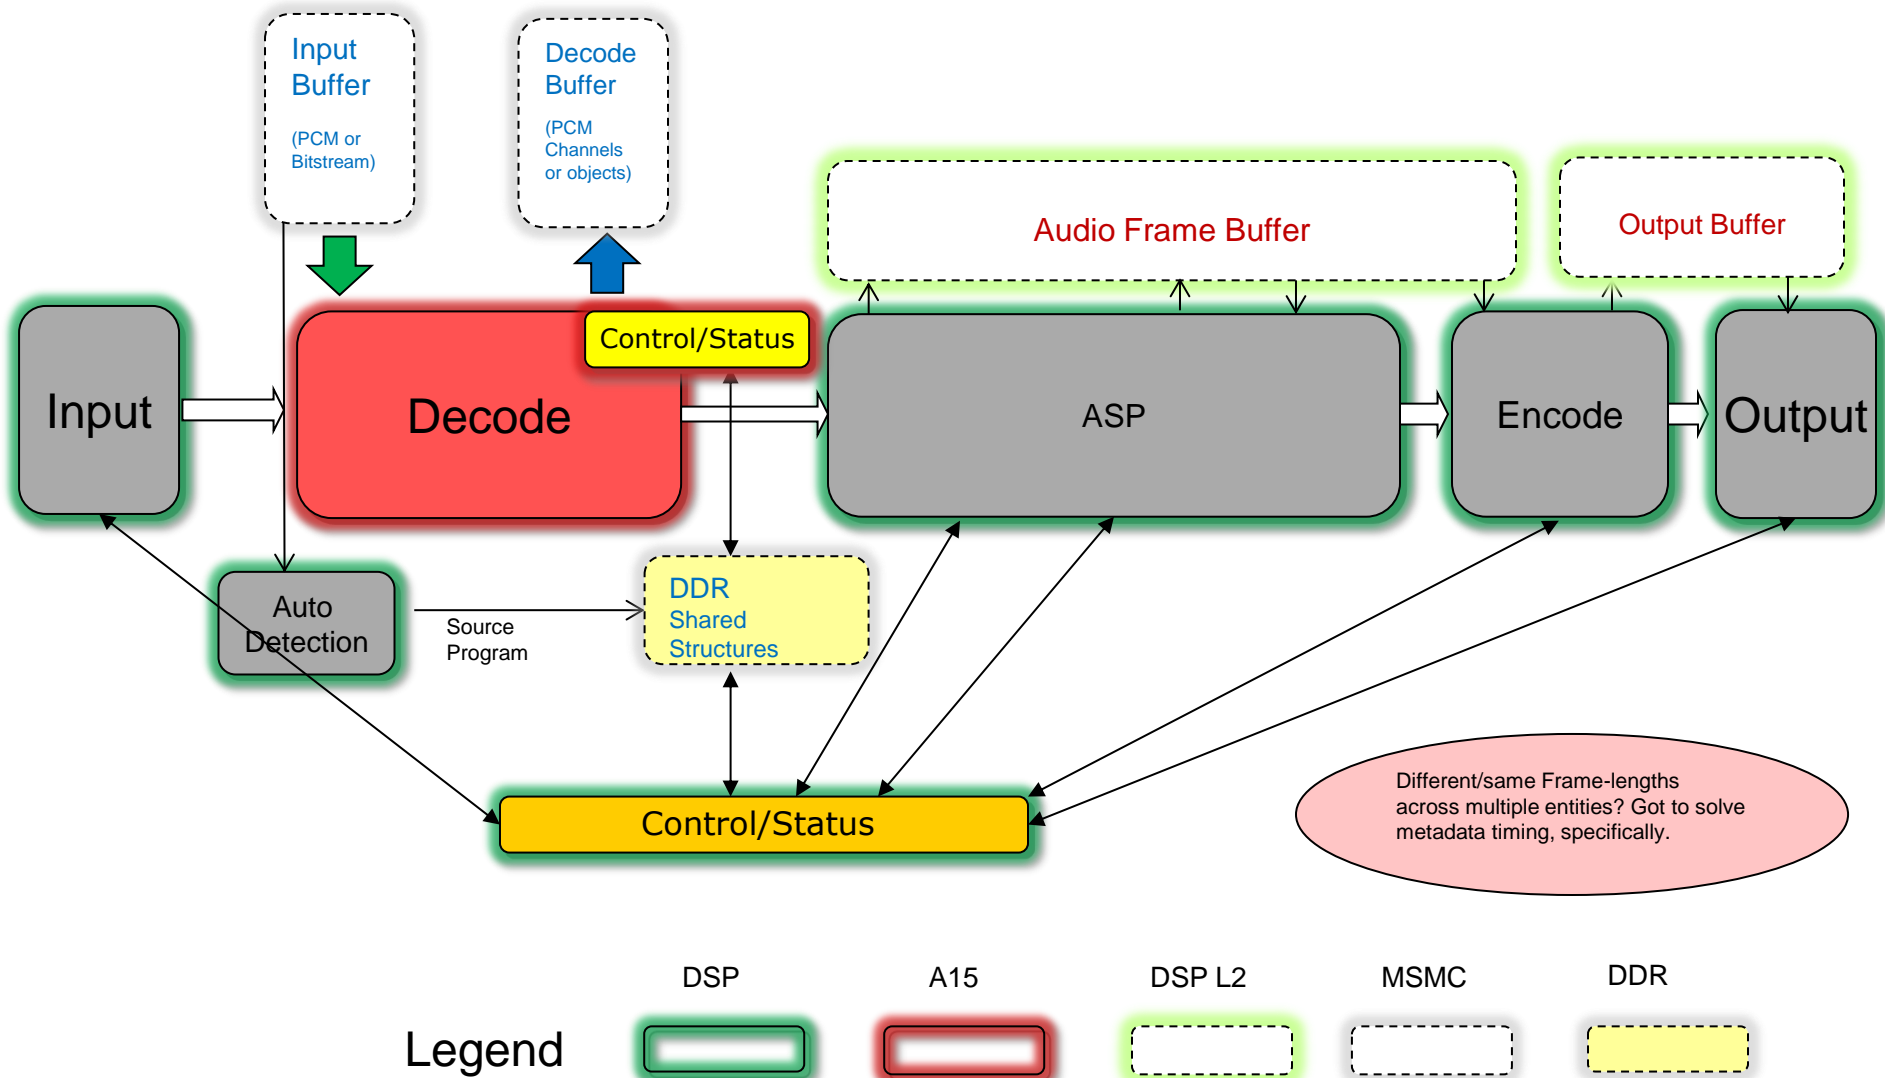 Input
Buffer
(PCM or
Bitstream)
Decode
Buffer
(PCM
Channels
or objects)
Audio Frame Buffer
Output Buffer
Control/Status
Input
Decode
ASP
Encode
Output
Auto
Detection
Source
Program
DDR
Shared
Structures
Control/Status
Different/same Frame-lengths
across multiple entities? Got to solve
metadata timing, specifically.
DSP
A15
DSP L2
MSMC
DDR
Legend